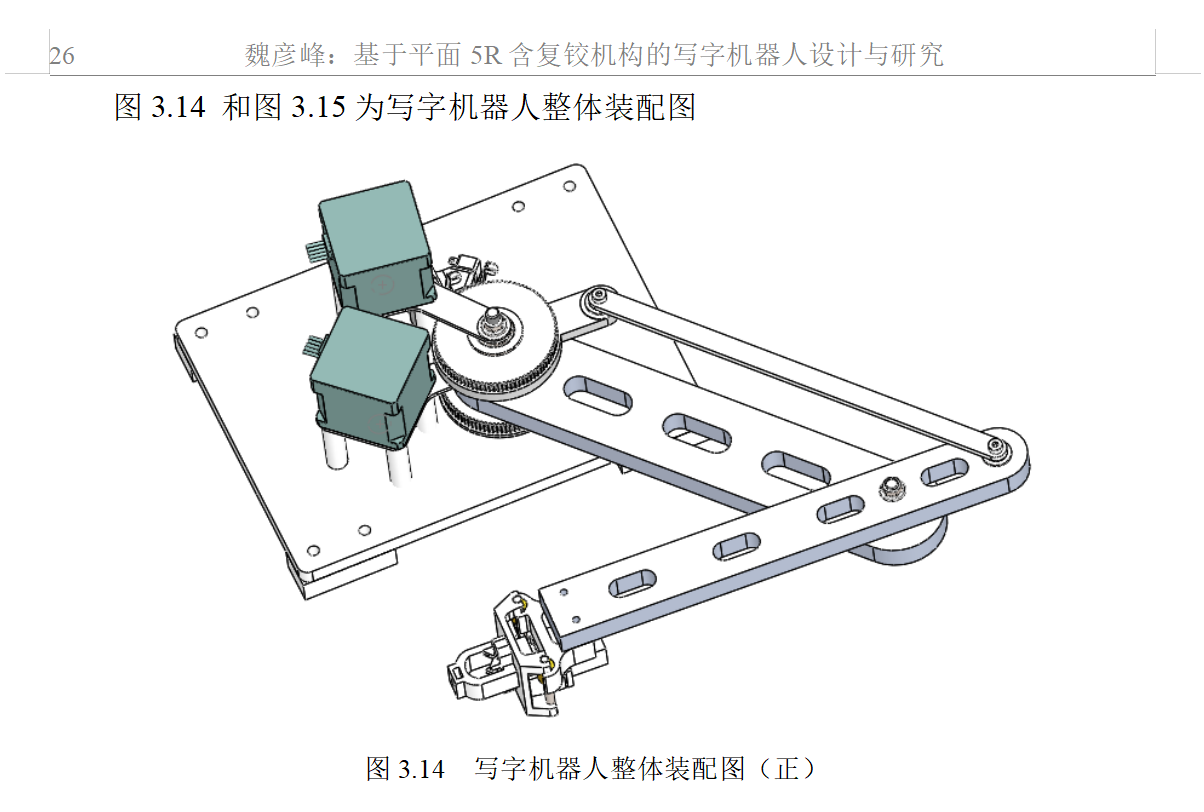 26 魏彦峰：基于平面 5R 含复铰机构的写字机器人设计与研究
图 3.14 和图 3.15 为写字机器人整体装配图
图 3.14 写字机器人整体装配图（正）